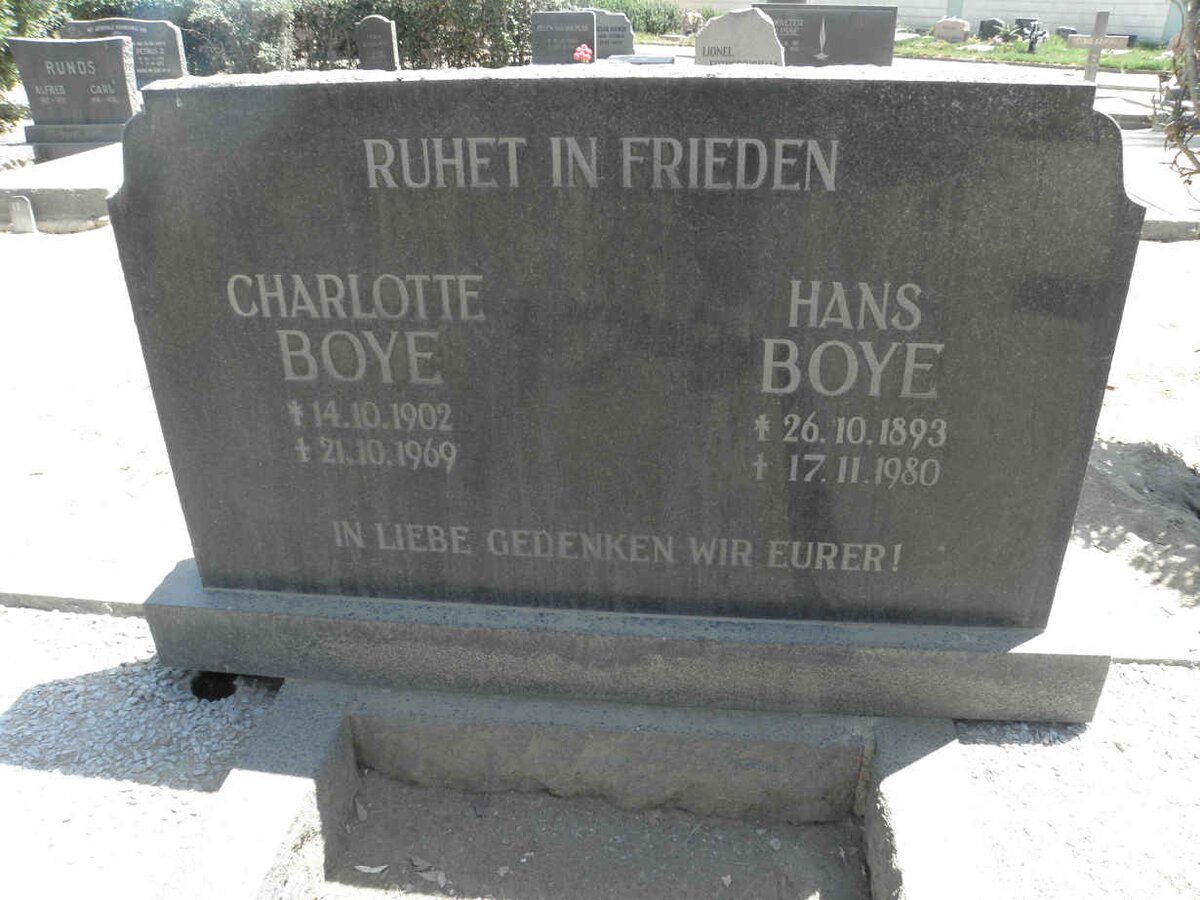 RUHET IN FRIEDEN
CHARLOTTE
BOYE
* 14.10.1902
† 21.10.1969
HANS
BOYE
* 26.10.1893
† 17.11.1980
IN LIEBE GEDENKEN WIR EURER!
RUNDS
ALFRED CARL
LIONEL